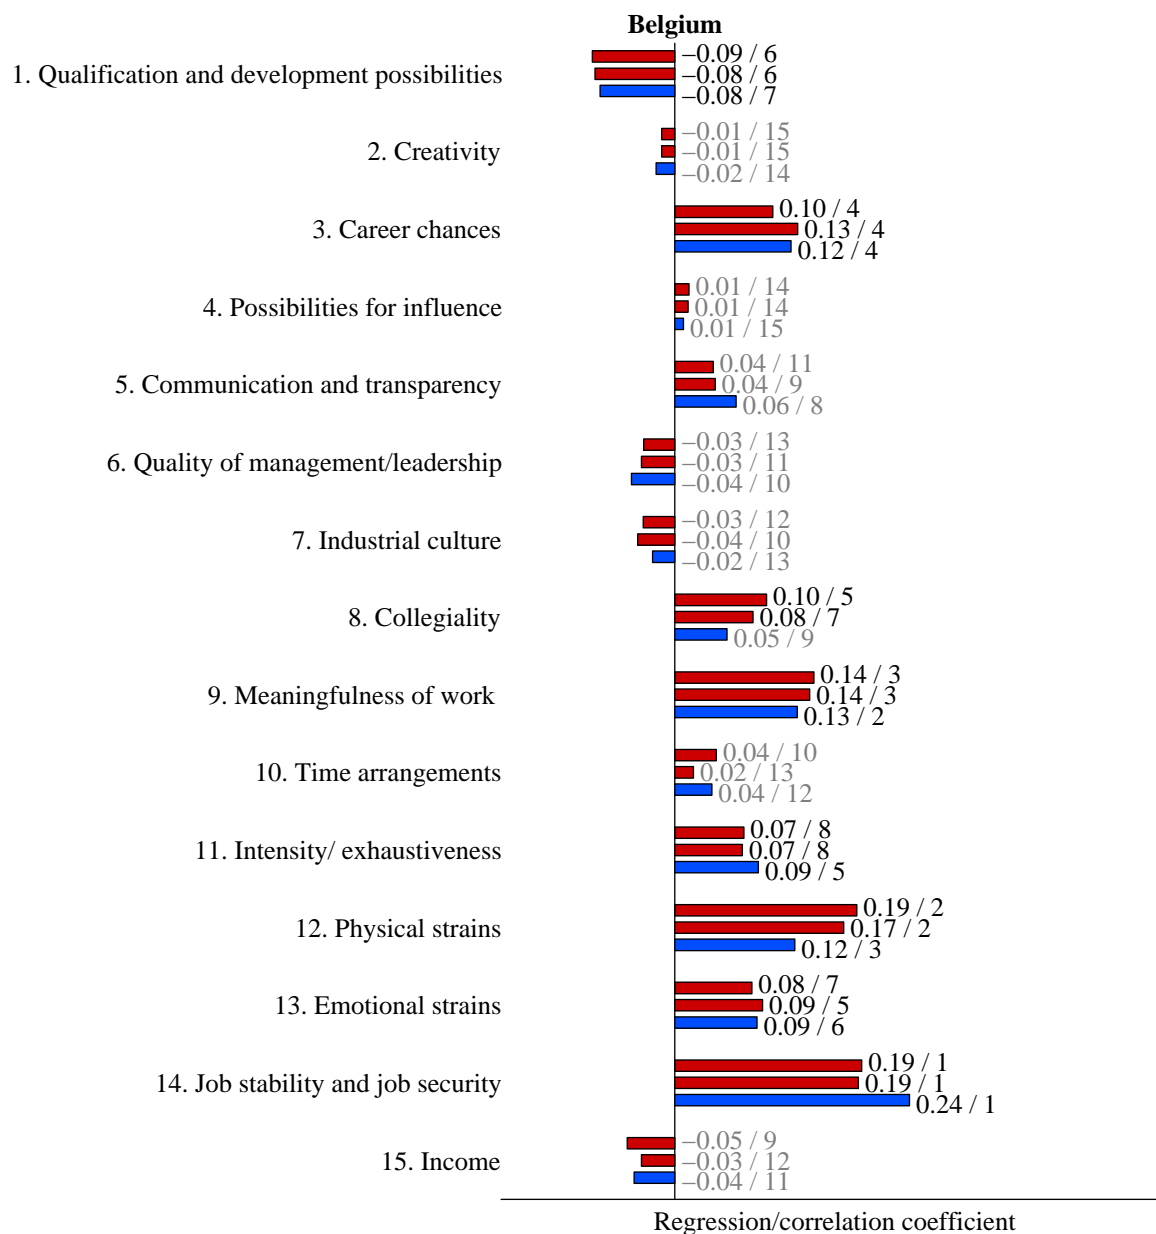 Belgium
1. Qualification and development possibilities
–0.09 / 6
–0.08 / 6
–0.08 / 7
2. Creativity
–0.01 / 15
–0.01 / 15
–0.02 / 14
3. Career chances
0.10 / 4
0.13 / 4
0.12 / 4
4. Possibilities for influence
0.01 / 14
0.01 / 14
0.01 / 15
5. Communication and transparency
0.04 / 11
0.04 / 9
0.06 / 8
6. Quality of management/leadership
–0.03 / 13
–0.03 / 11
–0.04 / 10
7. Industrial culture
–0.03 / 12
–0.04 / 10
–0.02 / 13
8. Collegiality
0.10 / 5
0.08 / 7
0.05 / 9
9. Meaningfulness of work
0.14 / 3
0.14 / 3
0.13 / 2
10. Time arrangements
0.04 / 10
0.02 / 13
0.04 / 12
11. Intensity/ exhaustiveness
0.07 / 8
0.07 / 8
0.09 / 5
12. Physical strains
0.19 / 2
0.17 / 2
0.12 / 3
13. Emotional strains
0.08 / 7
0.09 / 5
0.09 / 6
14. Job stability and job security
0.19 / 1
0.19 / 1
0.24 / 1
15. Income
–0.05 / 9
–0.03 / 12
–0.04 / 11
Regression/correlation coefficient